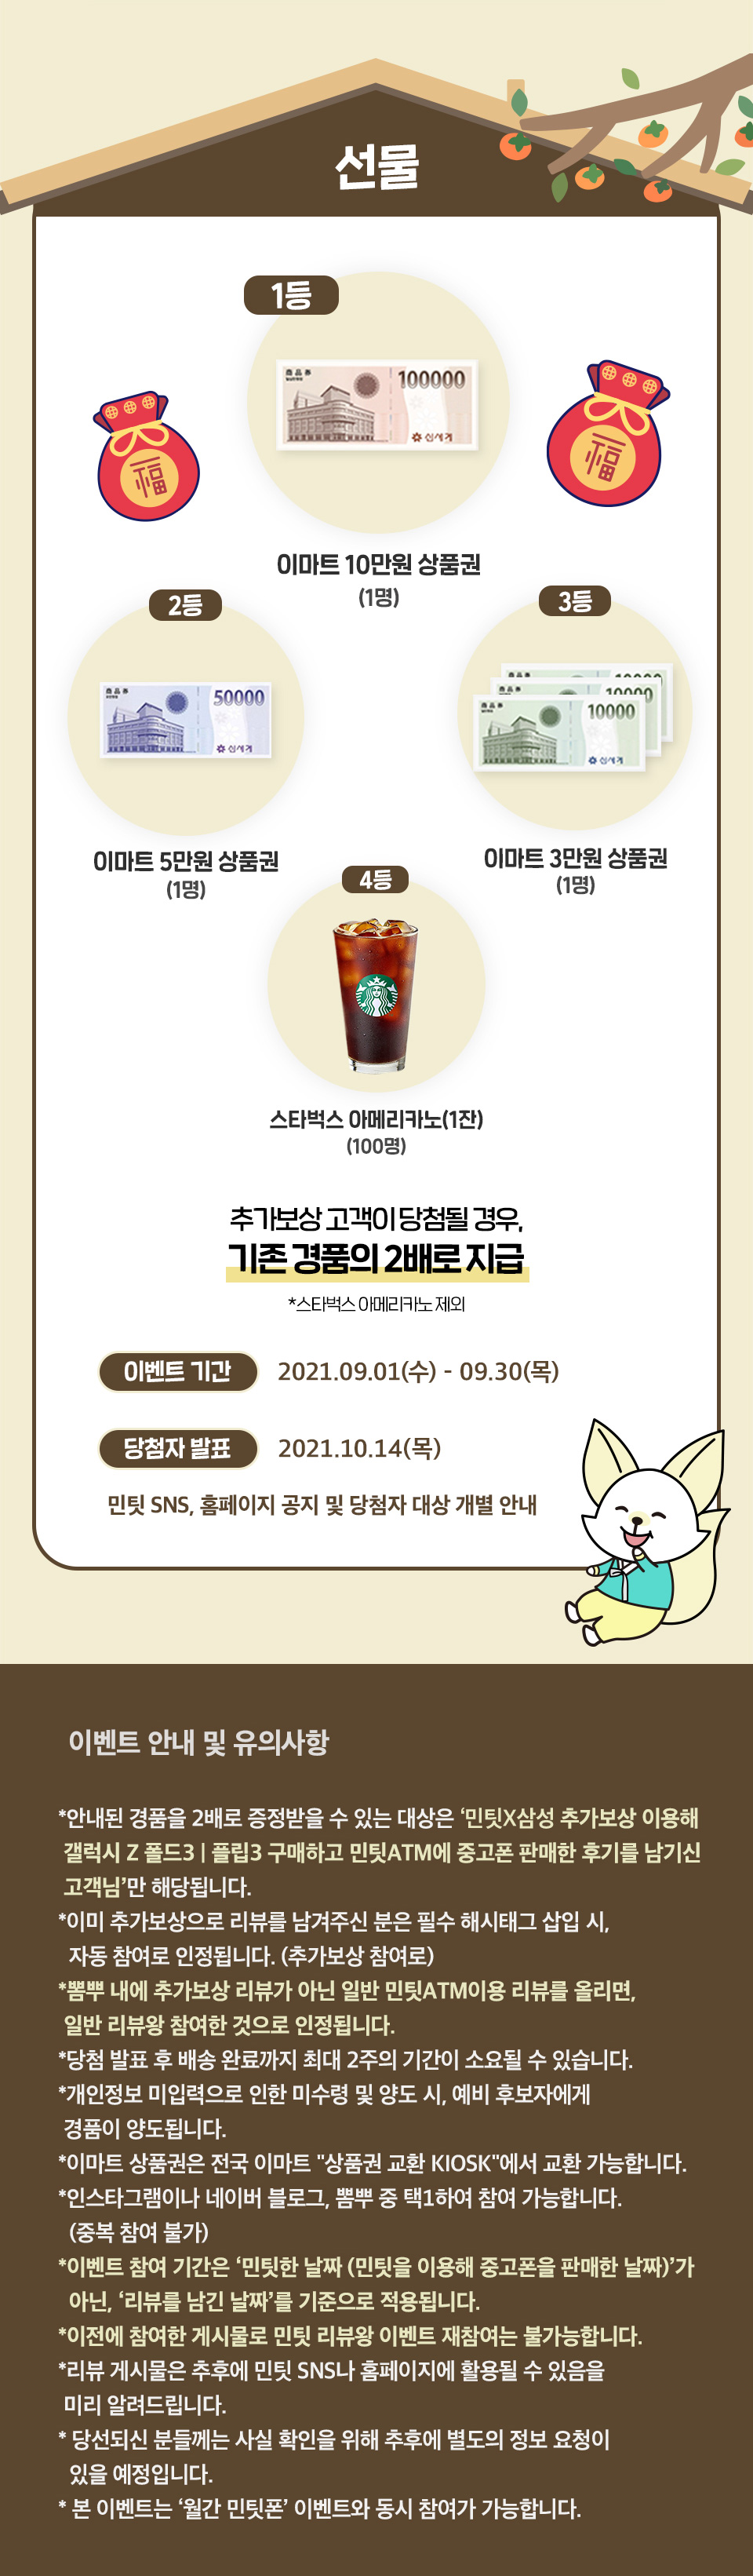 선물
1등
商品券
100000
신세계
福
福
이마트 10만원 상품권
(1명)
2등
3등
商品券
50000
신세계
商品券
10000
商品券
10000
商品券
10000
신세계
이마트 5만원 상품권
(1명)
이마트 3만원 상품권
(1명)
4등
스타벅스 아메리카노(1잔)
(100명)
추가보상 고객이 당첨될 경우,
기존 경품의 2배로 지급
*스타벅스 아메리카노 제외
이벤트 기간 2021.09.01(수) - 09.30(목)
당첨자 발표 2021.10.14(목)
민팃 SNS, 홈페이지 공지 및 당첨자 대상 개별 안내
이벤트 안내 및 유의사항
*안내된 경품을 2배로 증정받을 수 있는 대상은 ‘민팃X삼성 추가보상 이용해
갤럭시 Z 폴드3 | 플립3 구매하고 민팃ATM에 중고폰 판매한 후기를 남기신
고객님’만 해당됩니다.
*이미 추가보상으로 리뷰를 남겨주신 분은 필수 해시태그 삽입 시,
자동 참여로 인정됩니다. (추가보상 참여로)
*뽐뿌 내에 추가보상 리뷰가 아닌 일반 민팃ATM이용 리뷰를 올리면,
일반 리뷰왕 참여한 것으로 인정됩니다.
*당첨 발표 후 배송 완료까지 최대 2주의 기간이 소요될 수 있습니다.
*개인정보 미입력으로 인한 미수령 및 양도 시, 예비 후보자에게
경품이 양도됩니다.
*이마트 상품권은 전국 이마트 "상품권 교환 KIOSK"에서 교환 가능합니다.
*인스타그램이나 네이버 블로그, 뽐뿌 중 택1하여 참여 가능합니다.
(중복 참여 불가)
*이벤트 참여 기간은 ‘민팃한 날짜 (민팃을 이용해 중고폰을 판매한 날짜)’가
아닌, ‘리뷰를 남긴 날짜’를 기준으로 적용됩니다.
*이전에 참여한 게시물로 민팃 리뷰왕 이벤트 재참여는 불가능합니다.
*리뷰 게시물은 추후에 민팃 SNS나 홈페이지에 활용될 수 있음을
미리 알려드립니다.
* 당선되신 분들께는 사실 확인을 위해 추후에 별도의 정보 요청이
있을 예정입니다.
* 본 이벤트는 ‘월간 민팃폰’ 이벤트와 동시 참여가 가능합니다.